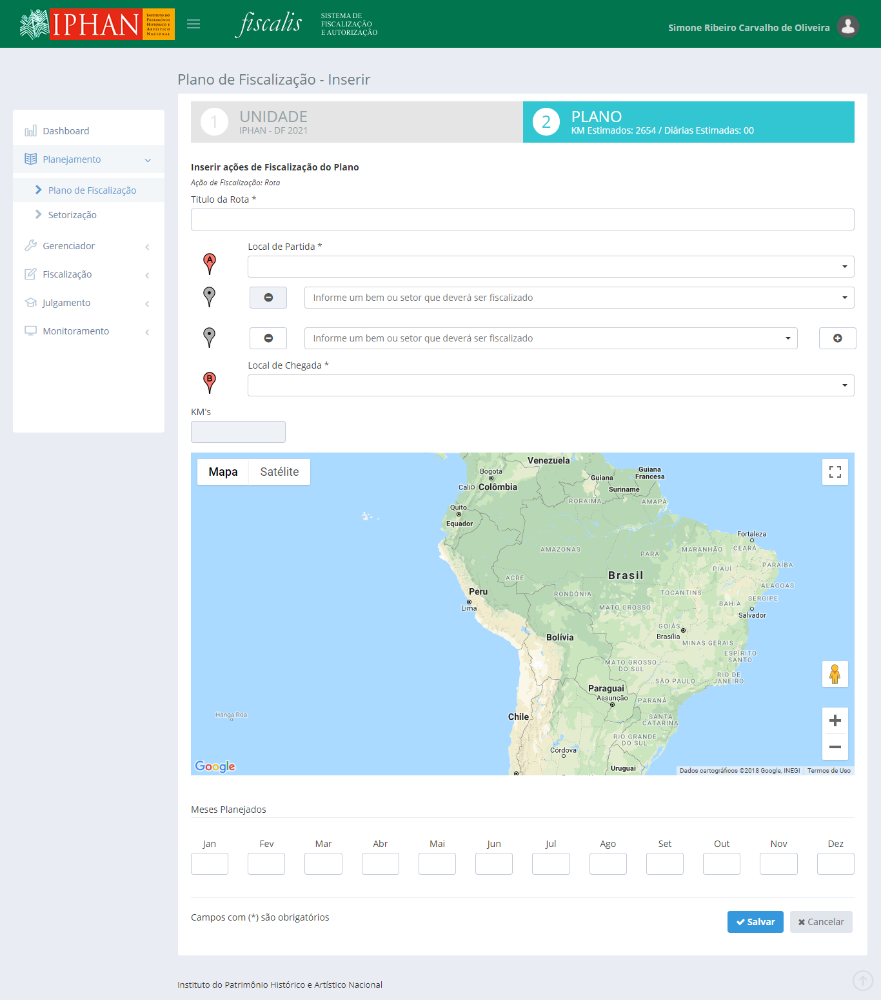 IPHAN
INSTITUTO DO
PATRIMÔNIO
HISTÓRICO E
ARTÍSTICO
NACIONAL
fiscalis
SISTEMA DE
FISCALIZAÇÃO
E AUTORIZAÇÃO
Simone Ribeiro Carvalho de Oliveira
Plano de Fiscalização - Inserir
Dashboard
Planejamento
Plano de Fiscalização
Setorização
Gerenciador
Fiscalização
Julgamento
Monitoramento
1
UNIDADE
IPHAN - DF 2021
2
PLANO
KM Estimados: 2654 / Diárias Estimadas: 00
Inserir ações de Fiscalização do Plano
Ação de Fiscalização: Rota
Titulo da Rota *
Local de Partida *
A
Informe um bem ou setor que deverá ser fiscalizado
Informe um bem ou setor que deverá ser fiscalizado
Local de Chegada *
B
KM's
Mapa
Satélite
Venezuela
Bogotá
Guiana
Guiana
Francesa
Calio
Colômbia
Suriname
RORAIMA
AMAPÁ
Quito
Equador
Fortaleza
AMAZONAS
PARÁ
MARANHÃO
CEARÁ
PIAUÍ
PARAÍBA
ACRE
Brasil
ALAGOAS
Peru
RONDÔNIA
TOCANTINS
SERGIPE
Lima
MATO GROSSO
BAHIA
Salvador
GOIÁS
Brasília
Bolívia
MINAS GERAIS
ESPÍRITO
SANTO
MATO GROSSO
DO SUL
SÃO PAULO
RIO DE
JANEIRO
Paraguai
Assunção
PARANÁ
Hanga Roa
Chile
SANTA
CATARINA
RIO GRANDE
DO SUL
Córdova
Uruguai
Google
Dados cartográficos ©2018 Google, INEGI
Termos de Uso
Meses Planejados
Jan Fev Mar Abr Mai Jun Jul Ago Set Out Nov Dez
Campos com (*) são obrigatórios
Salvar
Cancelar
Instituto do Patrimônio Histórico e Artístico Nacional